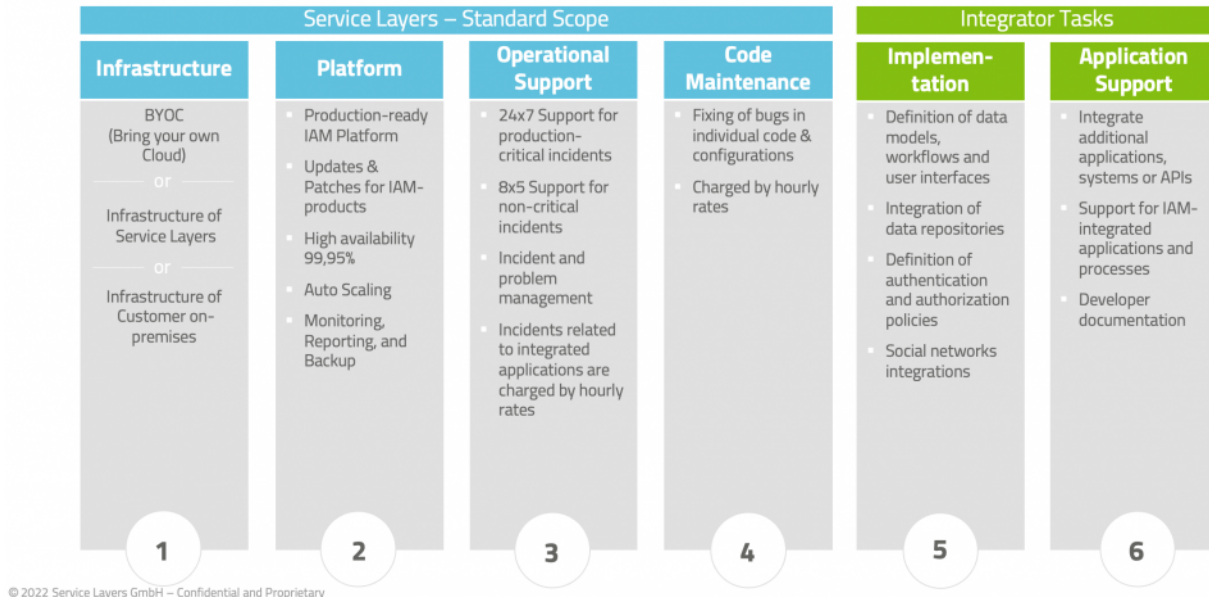 Service Layers – Standard Scope
Integrator Tasks
Infrastructure
BYOC
(Bring your own
Cloud)
or
Infrastructure of
Service Layers
or
Infrastructure of
Customer on-
premises
1
Platform
Production-ready
IAM Platform
Updates &
Patches for IAM-
products
High availability
99,95%
Auto Scaling
Monitoring,
Reporting, and
Backup
2
Operational
Support
24x7 Support for
production-
critical incidents
8x5 Support for
non-critical
incidents
Incident and
problem
management
Incidents related
to integrated
applications are
charged by hourly
rates
3
Code
Maintenance
Fixing of bugs in
individual code &
configurations
Charged by hourly
rates
4
Implemen-
tation
Definition of data
models,
workflows and
user interfaces
Integration of
data repositories
Definition of
authentication
and authorization
policies
Social networks
integrations
5
Application
Support
Integrate
additional
applications,
systems or APIs
Support for IAM-
integrated
applications and
processes
Developer
documentation
6
© 2022 Service Layers GmbH – Confidential and Proprietary